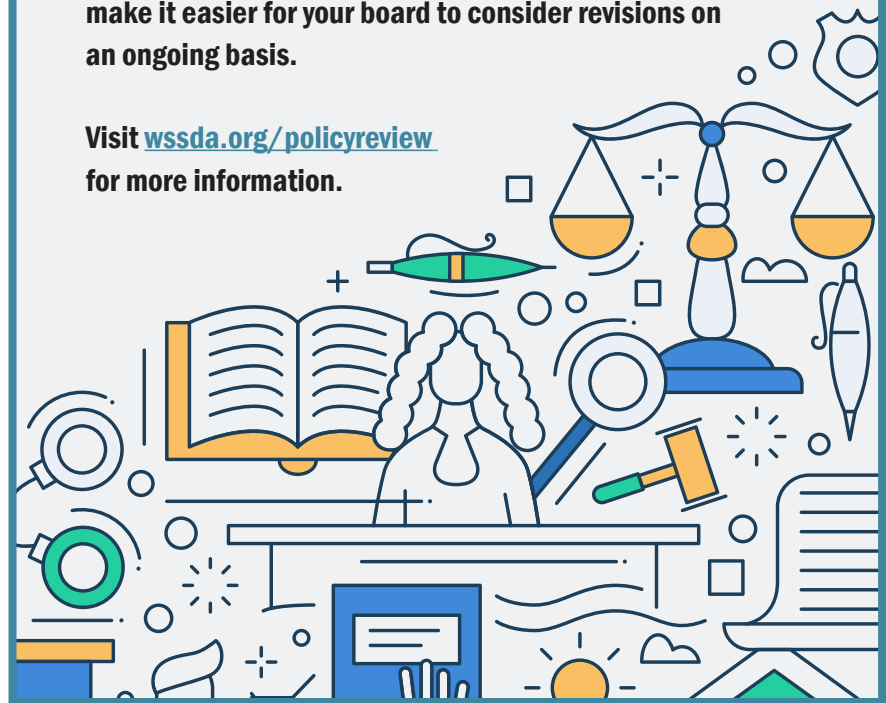 make it easier for your board to consider revisions on
an ongoing basis.
Visit wssda.org/policyreview
for more information.